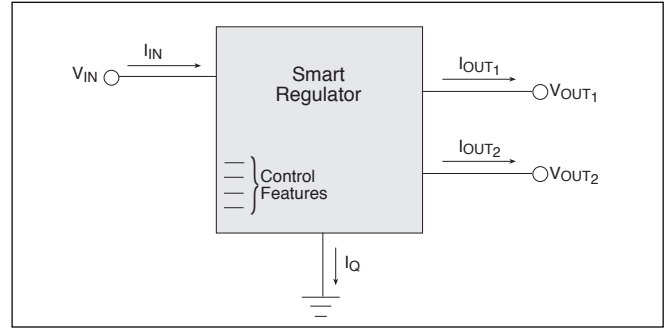 I_IN
V_IN
Smart
Regulator
I_OUT1
V_OUT1
I_OUT2
V_OUT2
Control
Features
I_Q